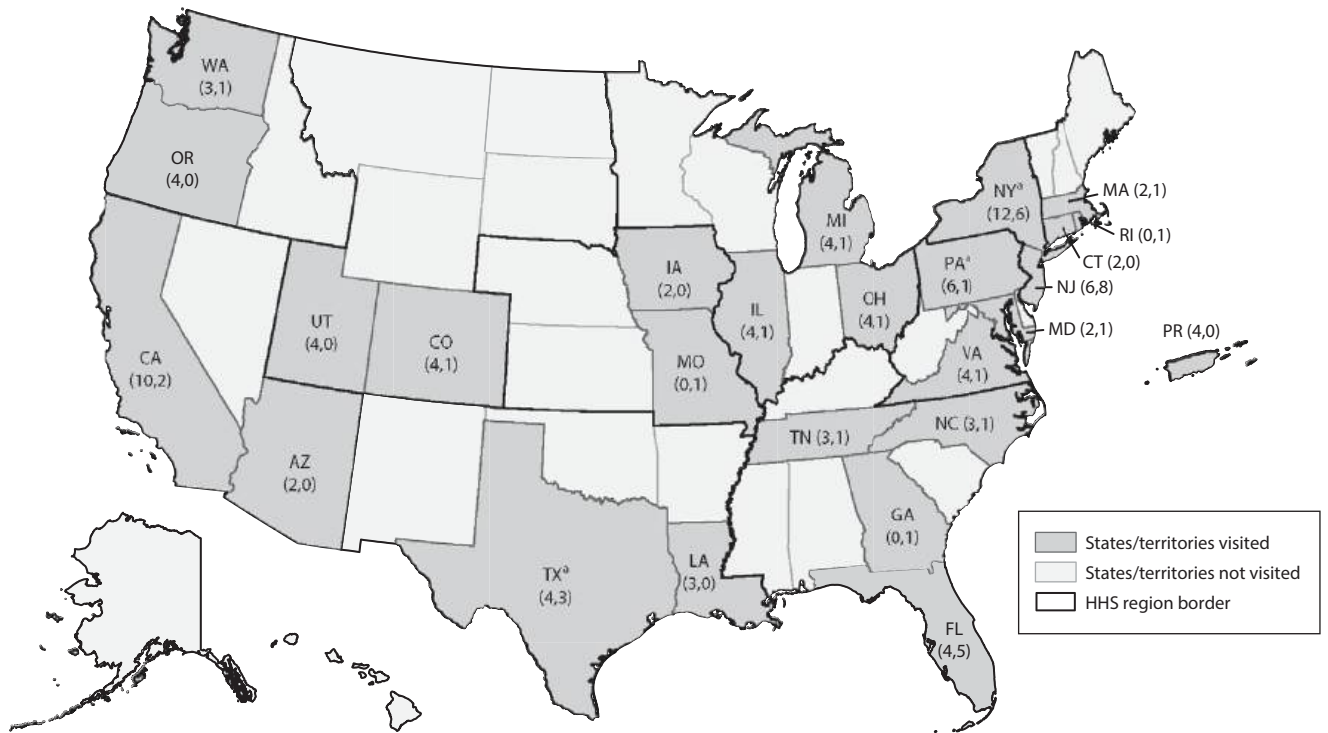 WA
(3,1)
OR
(4,0)
CA
(10,2)
UT
(4,0)
CO
(4,1)
AZ
(2,0)
TXª
(4,3)
IA
(2,0)
MO
(0,1)
LA
(3,0)
IL
(4,1)
MI
(4,1)
OH
(4,1)
TN (3,1)
GA
(0,1)
FL
(4,5)
NC (3,1)
VA
(4,1)
PAª
(6,1)
NYª
(12,6)
MA (2,1)
RI (0,1)
CT (2,0)
NJ (6,8)
MD (2,1)
PR (4,0)
States/territories visited
States/territories not visited
HHS region border